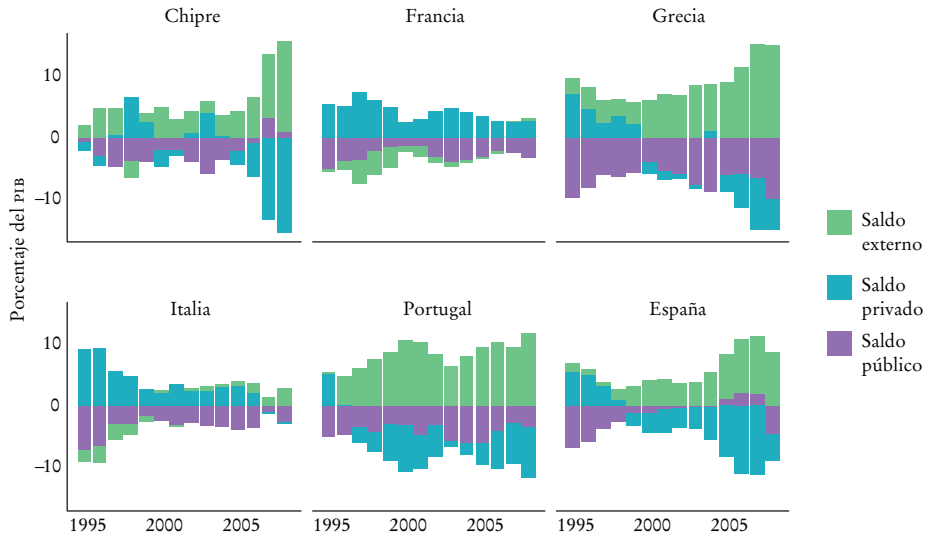 Chipre
Francia
Grecia
10
0
–10
Porcentaje del PIB
Saldo
externo
Saldo
privado
Saldo
público
Italia
Portugal
España
10
0
–10
1995
2000
2005
1995
2000
2005
1995
2000
2005